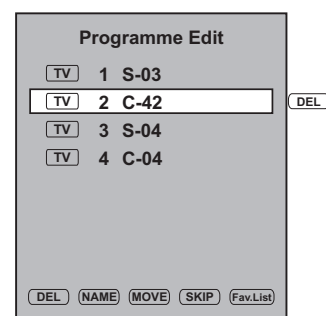 Programme Edit
TV 1 S-03
TV 2 C-42 DEL
TV 3 S-04
TV 4 C-04
DEL NAME MOVE SKIP Fav.List